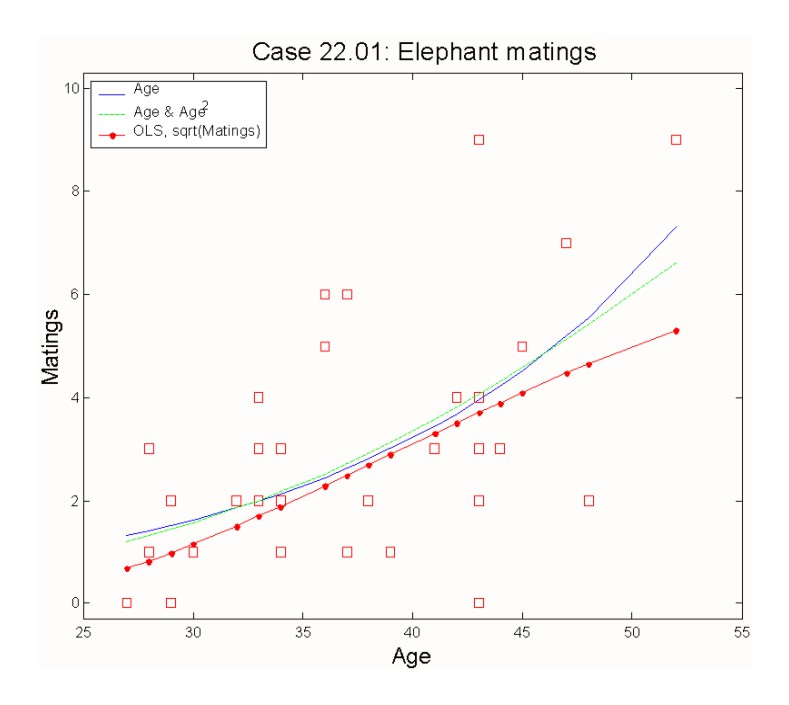 Case 22.01: Elephant matings
Age
Age & Age2
OLS, sqrt(Matings)
10
8
6
4
2
0
Matings
25 30 35 40 45 50 55
Age